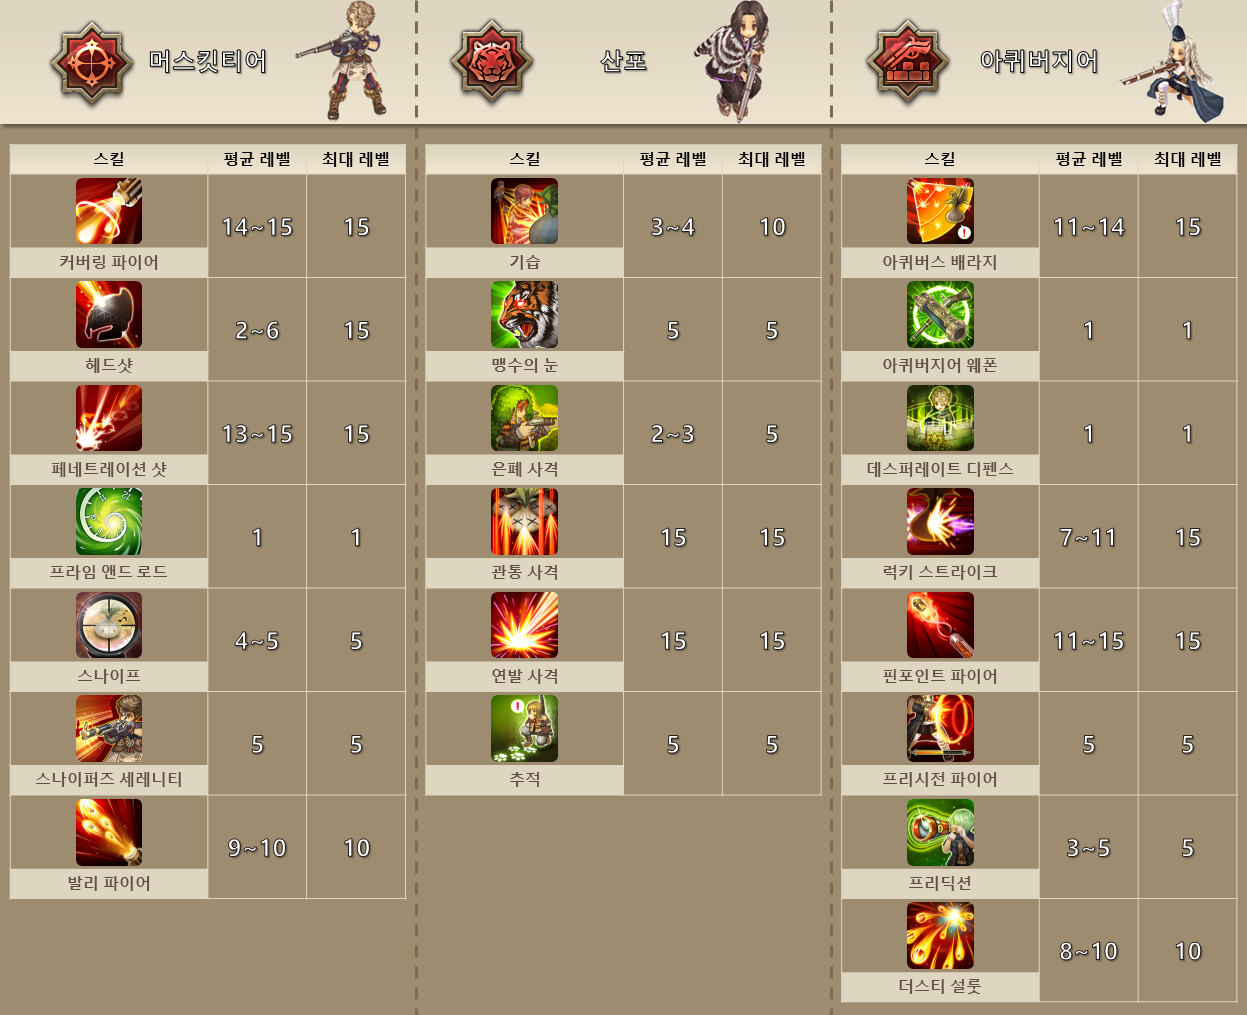 머스킷티어
스킬 평균 레벨 최대 레벨
14~15 15
커버링 파이어
2~6 15
헤드샷
13~15 15
페네트레이션 샷
1 1
프라임 앤드 로드
4~5 5
스나이프
5 5
스나이퍼즈 세레니티
9~10 10
발리 파이어
산포
스킬 평균 레벨 최대 레벨
3~4 10
기습
5 5
맹수의 눈
2~3 5
은폐 사격
15 15
관통 사격
15 15
연발 사격
5 5
추적
아퀴버지어
스킬 평균 레벨 최대 레벨
11~14 15
아퀴버스 배라지
1 1
아퀴버지어 웨폰
1 1
데스퍼레이트 디펜스
7~11 15
럭키 스트라이크
11~15 15
핀포인트 파이어
5 5
프리시전 파이어
3~5 5
프리딕션
8~10 10
더스티 설룻